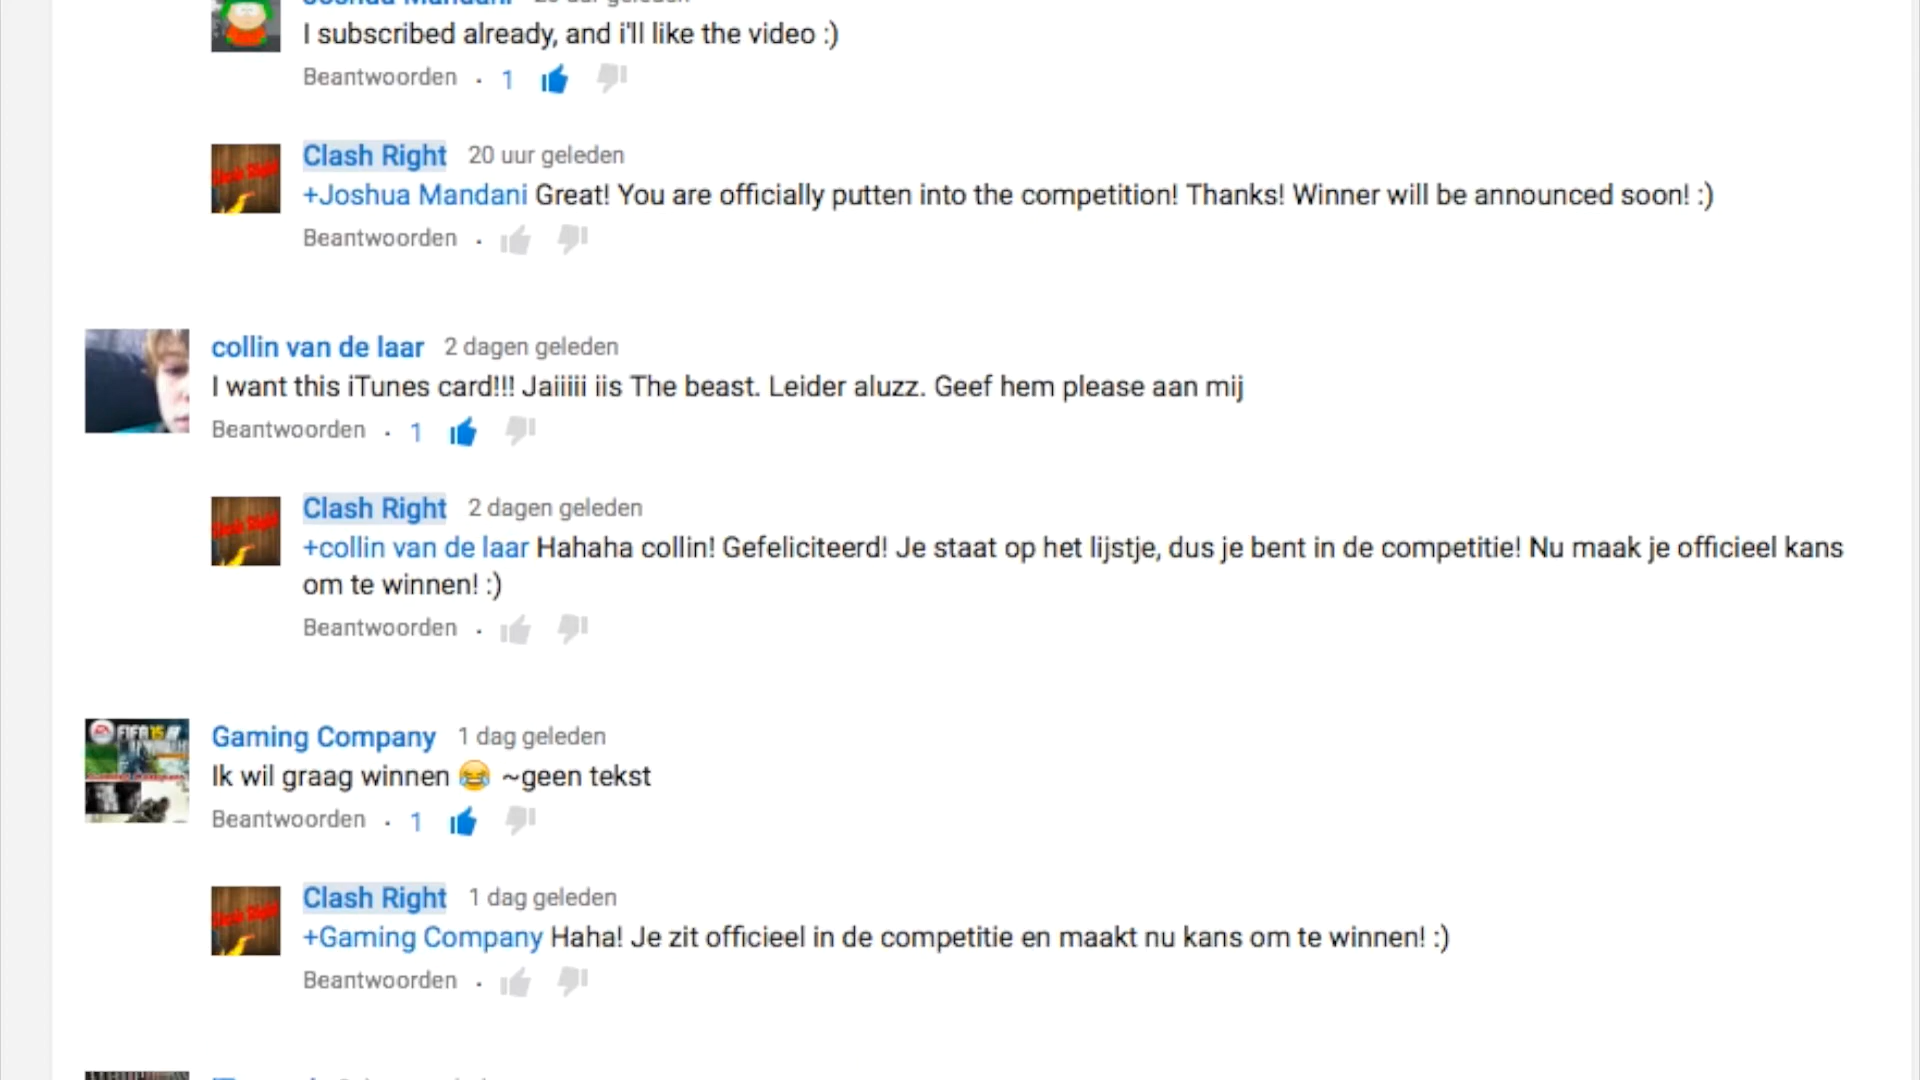 Joshua Mandani 20 uur geleden
I subscribed already, and i'll like the video :)
Beantwoorden · 1
Clash Right 20 uur geleden
+Joshua Mandani Great! You are officially putten into the competition! Thanks! Winner will be announced soon! :)
Beantwoorden ·
collin van de laar 2 dagen geleden
I want this iTunes card!!! Jaiiiii iis The beast. Leider aluzz. Geef hem please aan mij
Beantwoorden · 1
Clash Right 2 dagen geleden
+collin van de laar Hahaha collin! Gefeliciteerd! Je staat op het lijstje, dus je bent in de competitie! Nu maak je officieel kans
om te winnen! :)
Beantwoorden ·
Gaming Company 1 dag geleden
Ik wil graag winnen 😂 ~geen tekst
Beantwoorden · 1
Clash Right 1 dag geleden
+Gaming Company Haha! Je zit officieel in de competitie en maakt nu kans om te winnen! :)
Beantwoorden ·